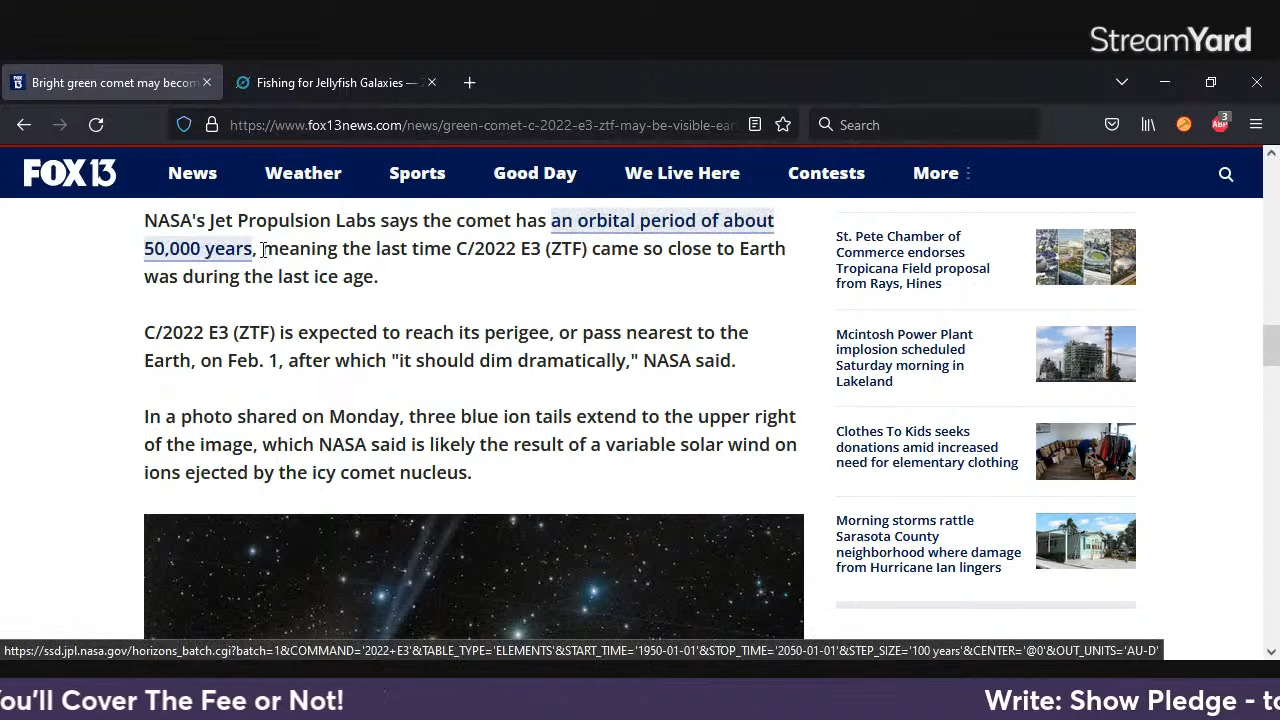 StreamYard
Bright green comet may becom
Fishing for Jellyfish Galaxies —
https://www.fox13news.com/news/green-comet-c-2022-e3-ztf-may-be-visible-ear
Search
3
ABP
FOX 13
News
Weather
Sports
Good Day
We Live Here
Contests
More
NASA's Jet Propulsion Labs says the comet has an orbital period of about
50,000 years, meaning the last time C/2022 E3 (ZTF) came so close to Earth
was during the last ice age.
C/2022 E3 (ZTF) is expected to reach its perigee, or pass nearest to the
Earth, on Feb. 1, after which "it should dim dramatically," NASA said.
In a photo shared on Monday, three blue ion tails extend to the upper right
of the image, which NASA said is likely the result of a variable solar wind on
ions ejected by the icy comet nucleus.
St. Pete Chamber of
Commerce endorses
Tropicana Field proposal
from Rays, Hines
Mcintosh Power Plant
implosion scheduled
Saturday morning in
Lakeland
Clothes To Kids seeks
donations amid increased
need for elementary clothing
Morning storms rattle
Sarasota County
neighborhood where damage
from Hurricane Ian lingers
https://ssd.jpl.nasa.gov/horizons_batch.cgi?batch=1&COMMAND='2022+E3'&TABLE_TYPE='ELEMENTS'&START_TIME='1950-01-01'&STOP_TIME='2050-01-01'&STEP_SIZE='100 years'&CENTER='@0'&OUT_UNITS='AU-D'
ou'll Cover The Fee or Not!
Write: Show Pledge - to